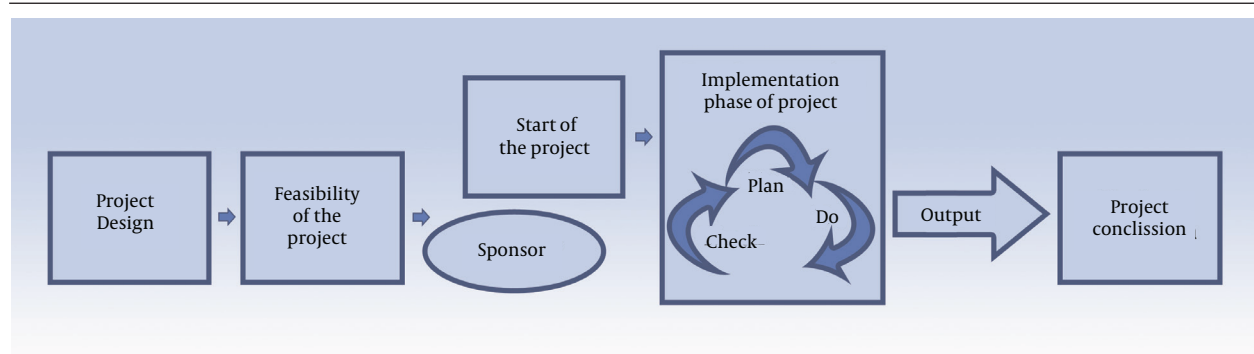 Project
Design
Feasibility
of the
project
Start of
the project
Sponsor
Implementation
phase of project
Plan
Do
Check
Output
Project
conclission